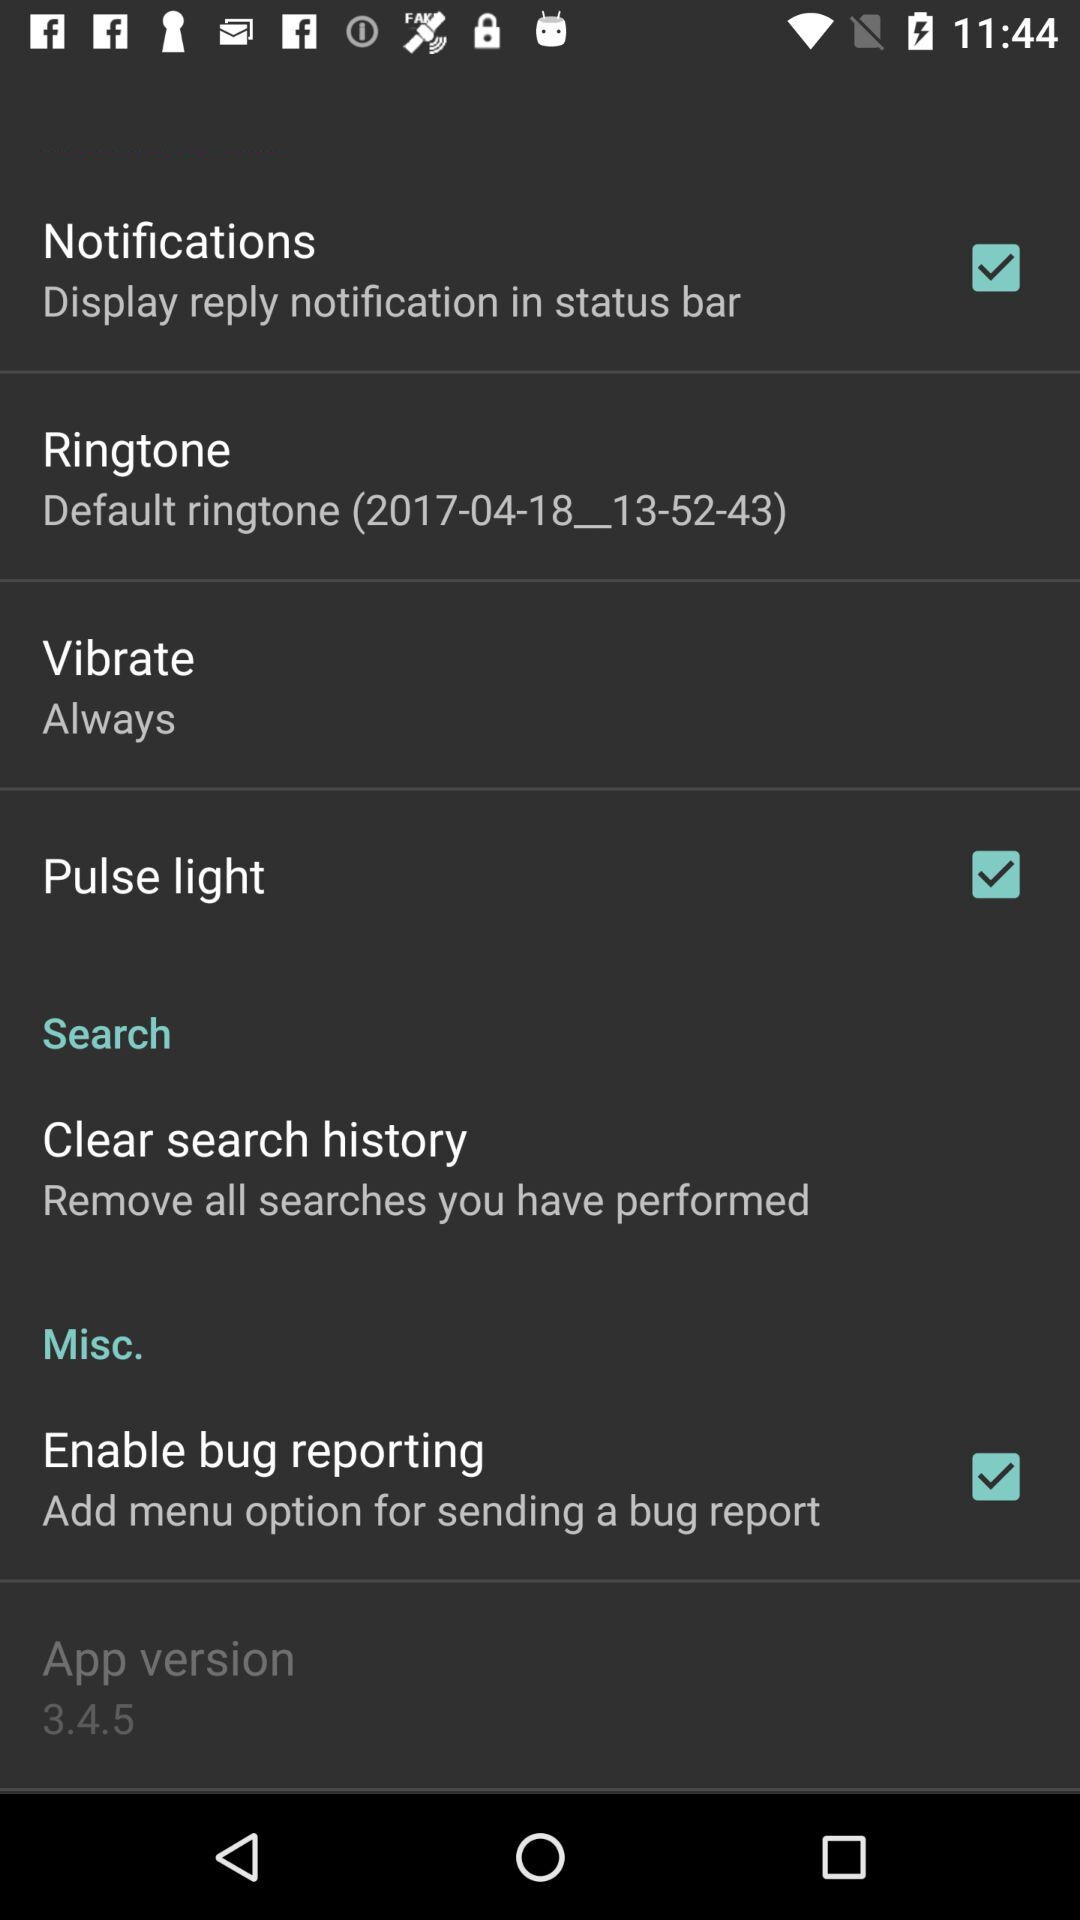 FAKE
11:44
Notifications
Display reply notification in status bar
Ringtone
Default ringtone (2017-04-18__13-52-43)
Vibrate
Always
Pulse light
Search
Clear search history
Remove all searches you have performed
Misc.
Enable bug reporting
Add menu option for sending a bug report
App version
3.4.5